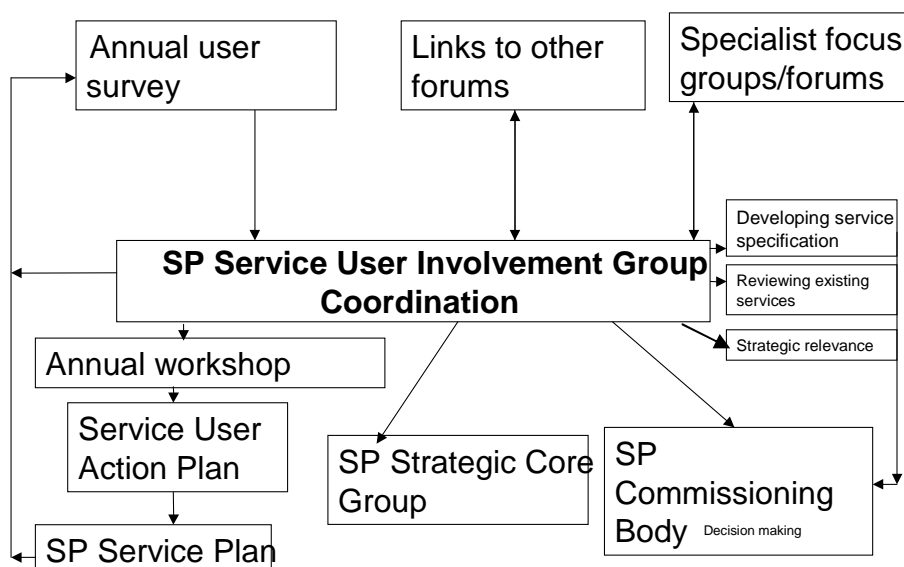 Annual user
survey
Links to other
forums
Specialist focus
groups/forums
Developing service
specification
SP Service User Involvement Group
Coordination
Reviewing existing
services
Strategic relevance
Annual workshop
Service User
Action Plan
SP Strategic Core
Group
SP
Commissioning
Body Decision making
SP Service Plan